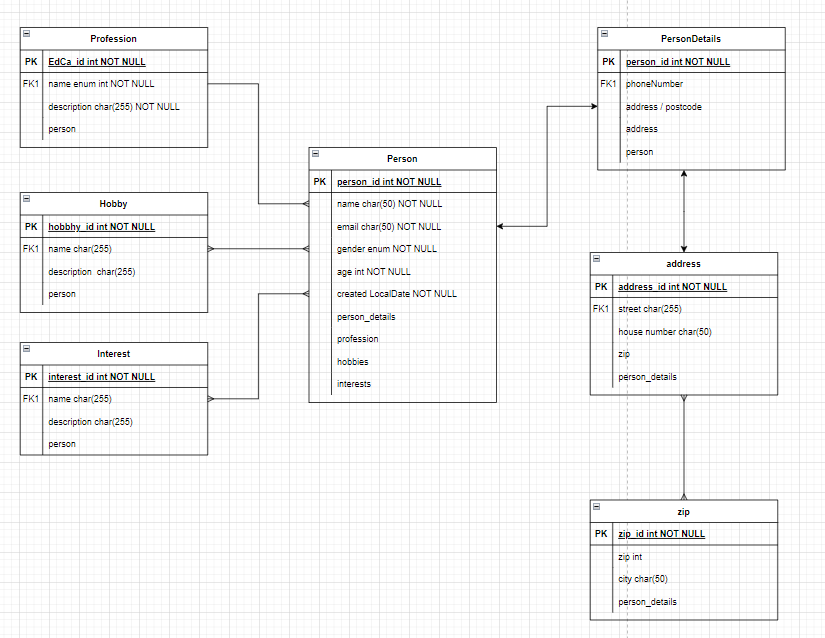 Profession
PK EdCa_id int NOT NULL
FK1 name enum int NOT NULL
description char(255) NOT NULL
person
Hobby
PK hobbhy_id int NOT NULL
FK1 name char(255)
description  char(255)
person
Interest
PK interest_id int NOT NULL
FK1 name char(255)
description char(255)
person
Person
PK person_id int NOT NULL
name char(50) NOT NULL
email char(50) NOT NULL
gender enum NOT NULL
age int NOT NULL
created LocalDate NOT NULL
person_details
profession
hobbies
interests
PersonDetails
PK person_id int NOT NULL
FK1 phoneNumber
address / postcode
address
person
address
PK address_id int NOT NULL
FK1 street char(255)
house number char(50)
zip
person_details
zip
PK zip_id int NOT NULL
zip int
city char(50)
person_details